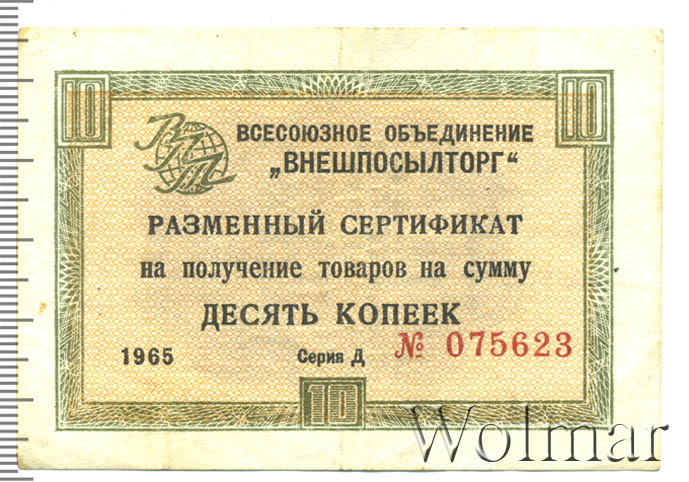 10 10
ВПТ
ВСЕСОЮЗНОЕ ОБЪЕДИНЕНИЕ
„ВНЕШПОСЫЛТОРГ“
РАЗМЕННЫЙ СЕРТИФИКАТ
на получение товаров на сумму
ДЕСЯТЬ КОПЕЕК
1965 Серия Д № 075623
10
Wolmar